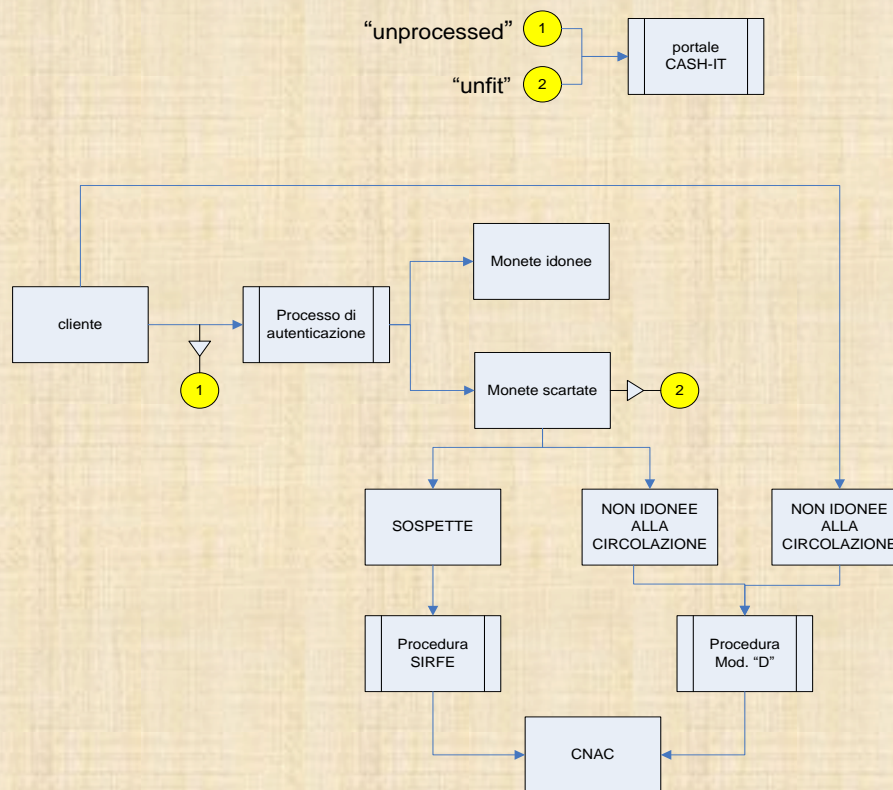 “unprocessed”
1
“unfit”
2
portale
CASH-IT
cliente
1
Processo di
autenticazione
Monete idonee
Monete scartate
2
SOSPETTE
NON IDONEE
ALLA
CIRCOLAZIONE
NON IDONEE
ALLA
CIRCOLAZIONE
Procedura
SIRFE
Procedura
Mod. “D”
CNAC